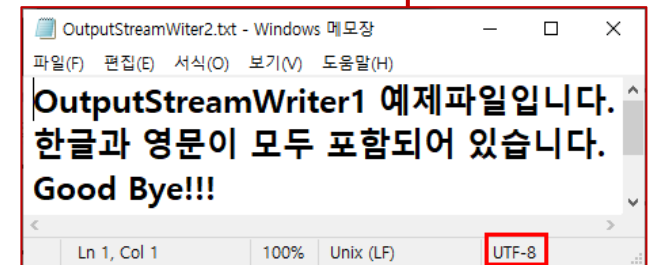 OutputStreamWiter2.txt - Windows 메모장
파일(F) 편집(E) 서식(O) 보기(V) 도움말(H)
OutputStreamWriter1 예제파일입니다.
한글과 영문이 모두 포함되어 있습니다.
Good Bye!!!
Ln 1, Col 1 100% Unix (LF) UTF-8